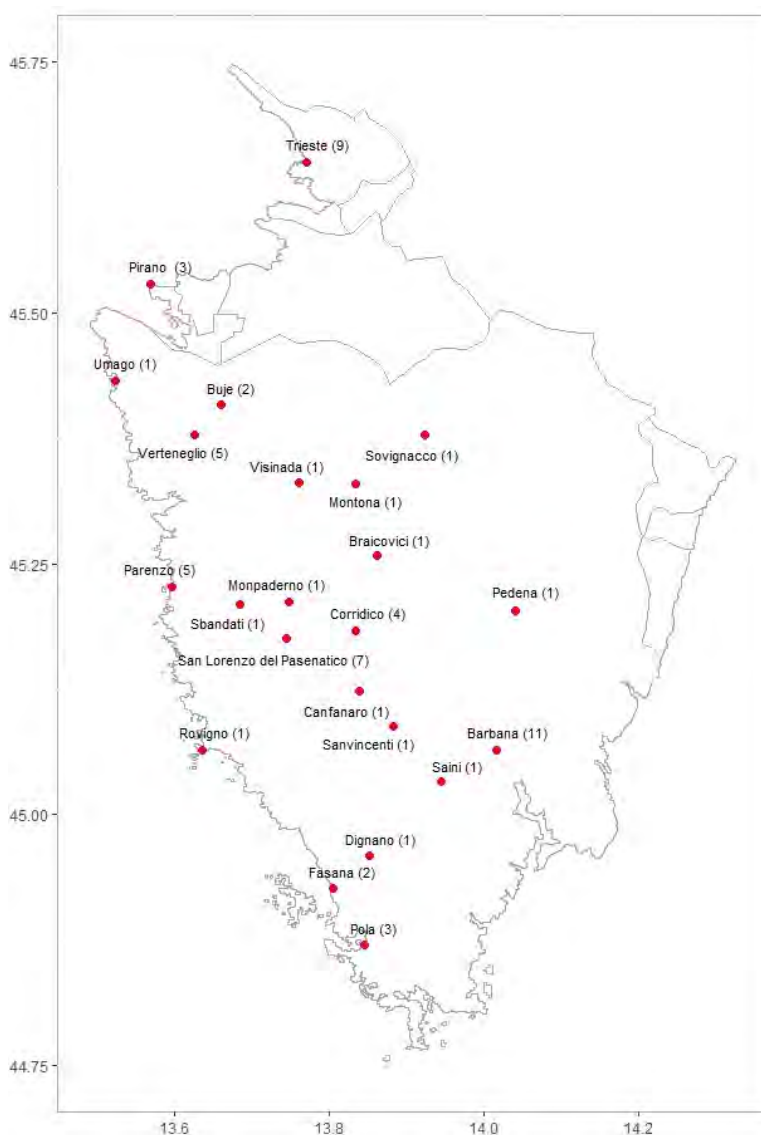 45.75
Trieste (9)
Pirano (3)
45.50
Umago (1)
Buje (2)
Verteneglio (5)
Sovignacco (1)
Visinada (1)
Montona (1)
Braicovici (1)
45.25
Parenzo (5)
Monpaderno (1)
Pedena (1)
Sbandati (1)
Corridico (4)
San Lorenzo del Pasenatico (7)
Canfanaro (1)
Rovigno (1)
Sanvincenti (1)
Barbana (11)
Saini (1)
45.00
Dignano (1)
Fasana (2)
Pola (3)
44.75
13.6 13.8 14.0 14.2